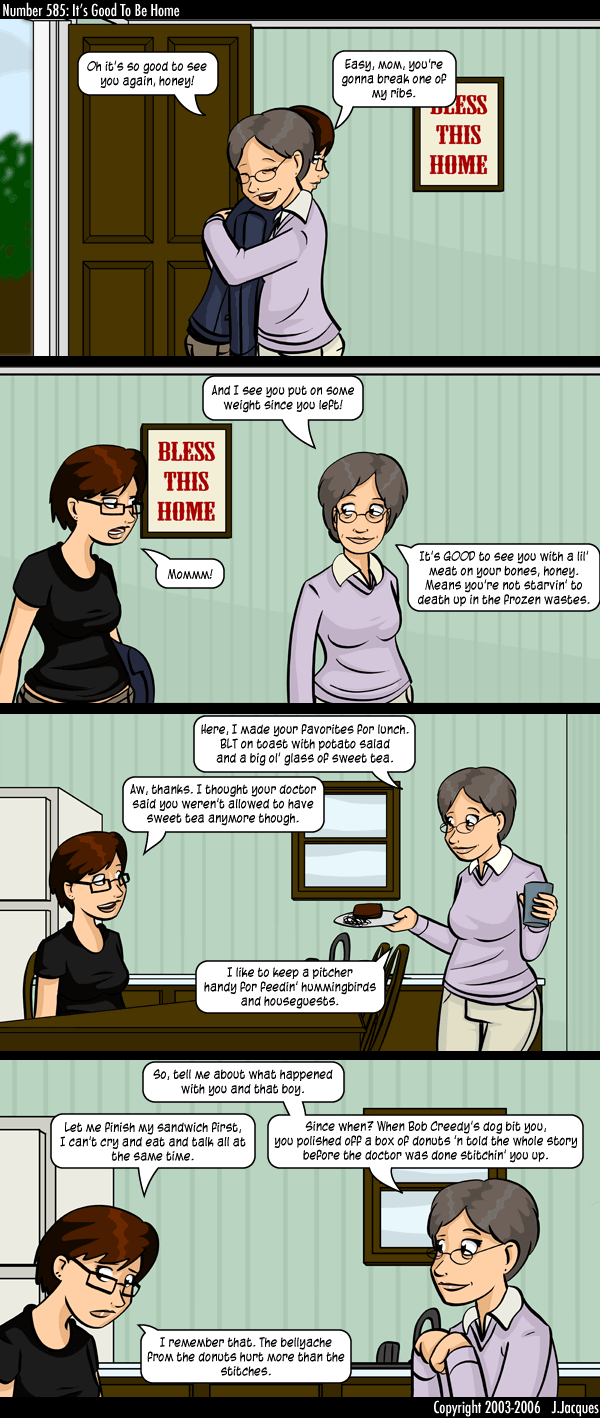 Number 585: It's Good To Be Home
Oh it's so good to see
you again, honey!
Easy, mom, you're
gonna break one of
my ribs.
BLESS
THIS
HOME
And I see you put on some
weight since you left!
BLESS
THIS
HOME
Mommm!
It's GOOD to see you with a lil'
meat on your bones, honey.
Means you're not starvin' to
death up in the frozen wastes.
Here, I made your favorites for lunch.
BLT on toast with potato salad
and a big ol' glass of sweet tea.
Aw, thanks. I thought your doctor
said you weren't allowed to have
sweet tea anymore though.
I like to keep a pitcher
handy for feedin' hummingbirds
and houseguests.
So, tell me about what happened
with you and that boy.
Let me finish my sandwich first,
I can't cry and eat and talk all at
the same time.
Since when? When Bob Creedy's dog bit you,
you polished off a box of donuts 'n told the whole story
before the doctor was done stitchin' you up.
I remember that. The bellyache
from the donuts hurt more than the
stitches.
Copyright 2003-2006 J.Jacques